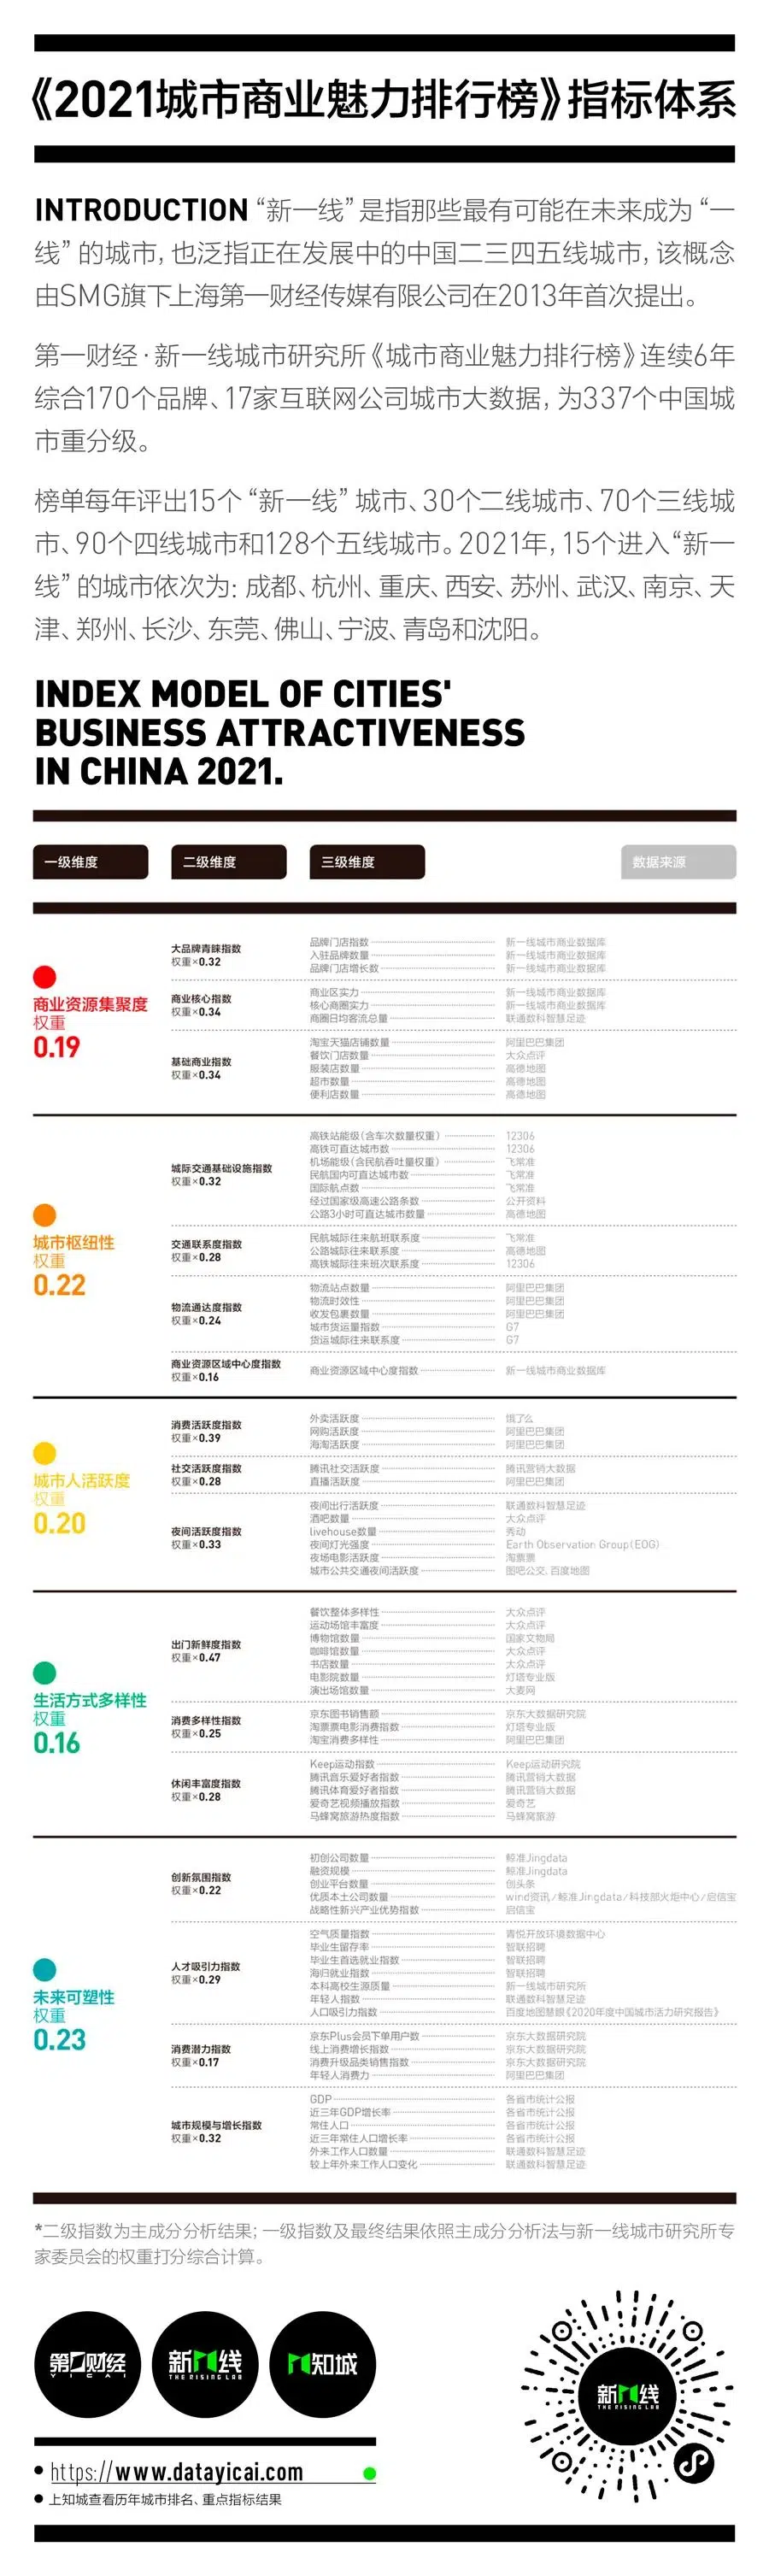 《2021城市商业魅力排行榜》指标体系
INTRODUCTION “新一线”是指那些最有可能在未来成为“一
线”的城市,也泛指正在发展中的中国二三四五线城市,该概念
由SMG旗下上海第一财经传媒有限公司在2013年首次提出。
第一财经·新一线城市研究所《城市商业魅力排行榜》连续6年
综合170个品牌、17家互联网公司城市大数据,为337个中国城
市重分级。
榜单每年评出15个“新一线”城市、30个二线城市、70个三线城
市、90个四线城市和128个五线城市。2021年,15个进入“新一
线”的城市依次为:成都、杭州、重庆、西安、苏州、武汉、南京、天
津、郑州、长沙、东莞、佛山、宁波、青岛和沈阳。
INDEX MODEL OF CITIES'
BUSINESS ATTRACTIVENESS
IN CHINA 2021.
一级维度 二级维度 三级维度 数据来源
商业资源集聚度
权重
0.19
大品牌青睐指数
权重×0.32
品牌门店指数 新一线城市商业数据库
入驻品牌数量 新一线城市商业数据库
品牌门店增长数 新一线城市商业数据库
商业核心指数
权重×0.34
商业区实力 新一线城市商业数据库
核心商圈实力 新一线城市商业数据库
商圈日均客流总量 联通数科智慧足迹
基础商业指数
权重×0.34
淘宝天猫店铺数量 阿里巴巴集团
餐饮门店数量 大众点评
服装店数量 高德地图
超市数量 高德地图
便利店数量 高德地图
城市枢纽性
权重
0.22
城际交通基础设施指数
权重×0.32
高铁站能级(含车次数量权重) 12306
高铁可直达城市数 12306
机场能级(含民航吞吐量权重) 飞常准
民航国内可直达城市数 飞常准
国际航点数 飞常准
经过国家级高速公路条数 公开资料
公路3小时可直达城市数量 高德地图
交通联系度指数
权重×0.28
民航城际往来航班联系度 飞常准
公路城际往来联系度 高德地图
高铁城际往来班次联系度 12306
物流通达度指数
权重×0.24
物流站点数量 阿里巴巴集团
物流时效性 阿里巴巴集团
收发包裹数量 阿里巴巴集团
城市货运量指数 G7
货运城际往来联系度 G7
商业资源区域中心度指数
权重×0.16
商业资源区域中心度指数 新一线城市商业数据库
城市人活跃度
权重
0.20
消费活跃度指数
权重×0.39
外卖活跃度 饿了么
网购活跃度 阿里巴巴集团
海淘活跃度 阿里巴巴集团
社交活跃度指数
权重×0.28
腾讯社交活跃度 腾讯营销大数据
直播活跃度 阿里巴巴集团
夜间活跃度指数
权重×0.33
夜间出行活跃度 联通数科智慧足迹
酒吧数量 大众点评
livehouse数量 秀动
夜间灯光强度 Earth Observation Group(EOG)
夜场电影活跃度 淘票票
城市公共交通夜间活跃度 图吧公交, 百度地图
生活方式多样性
权重
0.16
出门新鲜度指数
权重×0.47
餐饮整体多样性 大众点评
运动场馆丰富度 大众点评
博物馆数量 国家文物局
咖啡馆数量 大众点评
书店数量 大众点评
电影院数量 灯塔专业版
演出场馆数量 大麦网
消费多样性指数
权重×0.25
京东图书销售额 京东大数据研究院
淘票票电影消费指数 灯塔专业版
淘宝消费多样性 阿里巴巴集团
休闲丰富度指数
权重×0.28
Keep运动指数 Keep运动研究院
腾讯音乐爱好者指数 腾讯营销大数据
腾讯体育爱好者指数 腾讯营销大数据
爱奇艺视频播放指数 爱奇艺
马蜂窝旅游热度指数 马蜂窝旅游
未来可塑性
权重
0.23
创新氛围指数
权重×0.22
初创公司数量 鲸准Jingdata
融资规模 鲸准Jingdata
创业平台数量 创头条
优质本土公司数量 wind资讯/鲸准Jingdata/科技部火炬中心/启信宝
战略性新兴产业优势指数 启信宝
人才吸引力指数
权重×0.29
空气质量指数 青悦开放环境数据中心
毕业生留存率 智联招聘
毕业生首选就业指数 智联招聘
海归就业指数 智联招聘
本科高校生源质量 新一线城市研究所
年轻人指数 联通数科智慧足迹
人口吸引力指数 百度地图慧眼《2020年度中国城市活力研究报告》
消费潜力指数
权重×0.17
京东Plus会员下单用户数 京东大数据研究院
线上消费增长指数 京东大数据研究院
消费升级品类销售指数 京东大数据研究院
年轻人消费力 阿里巴巴集团
城市规模与增长指数
权重×0.32
GDP 各省市统计公报
近三年GDP增长率 各省市统计公报
常住人口 各省市统计公报
近三年常住人口增长率 各省市统计公报
外来工作人口数量 联通数科智慧足迹
较上年外来工作人口变化 联通数科智慧足迹
*二级指数为主成分分析结果;一级指数及最终结果依照主成分分析法与新一线城市研究所专
家委员会的权重打分综合计算。
第一财经
YICAI
新一线
THE RISING LAB
知城
新一线
THE RISING LAB
https://www.datayicai.com
上知城查看历年城市排名、重点指标结果